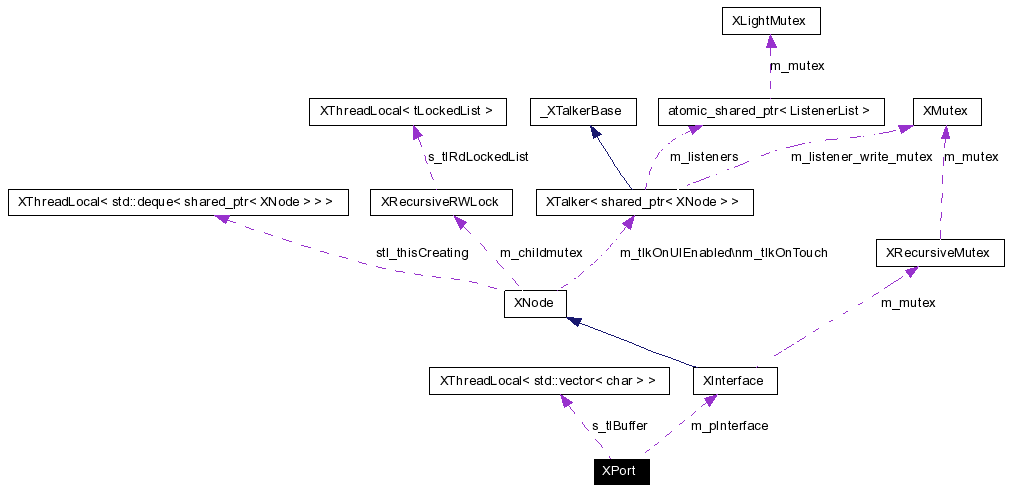 XLightMutex
m_mutex
XThreadLocal< tLockedList >
_XTalkerBase
atomic_shared_ptr< ListenerList >
XMutex
s_tlRdLockedList
m_listeners
m_listener_write_mutex
m_mutex
XThreadLocal< std::deque< shared_ptr< XNode > > >
XRecursiveRWLock
XTalker< shared_ptr< XNode > >
XRecursiveMutex
stl_thisCreating
m_childmutex
m_tlkOnUIEnabled\nm_tlkOnTouch
XNode
m_mutex
XThreadLocal< std::vector< char > >
XInterface
s_tlBuffer
m_pInterface
XPort